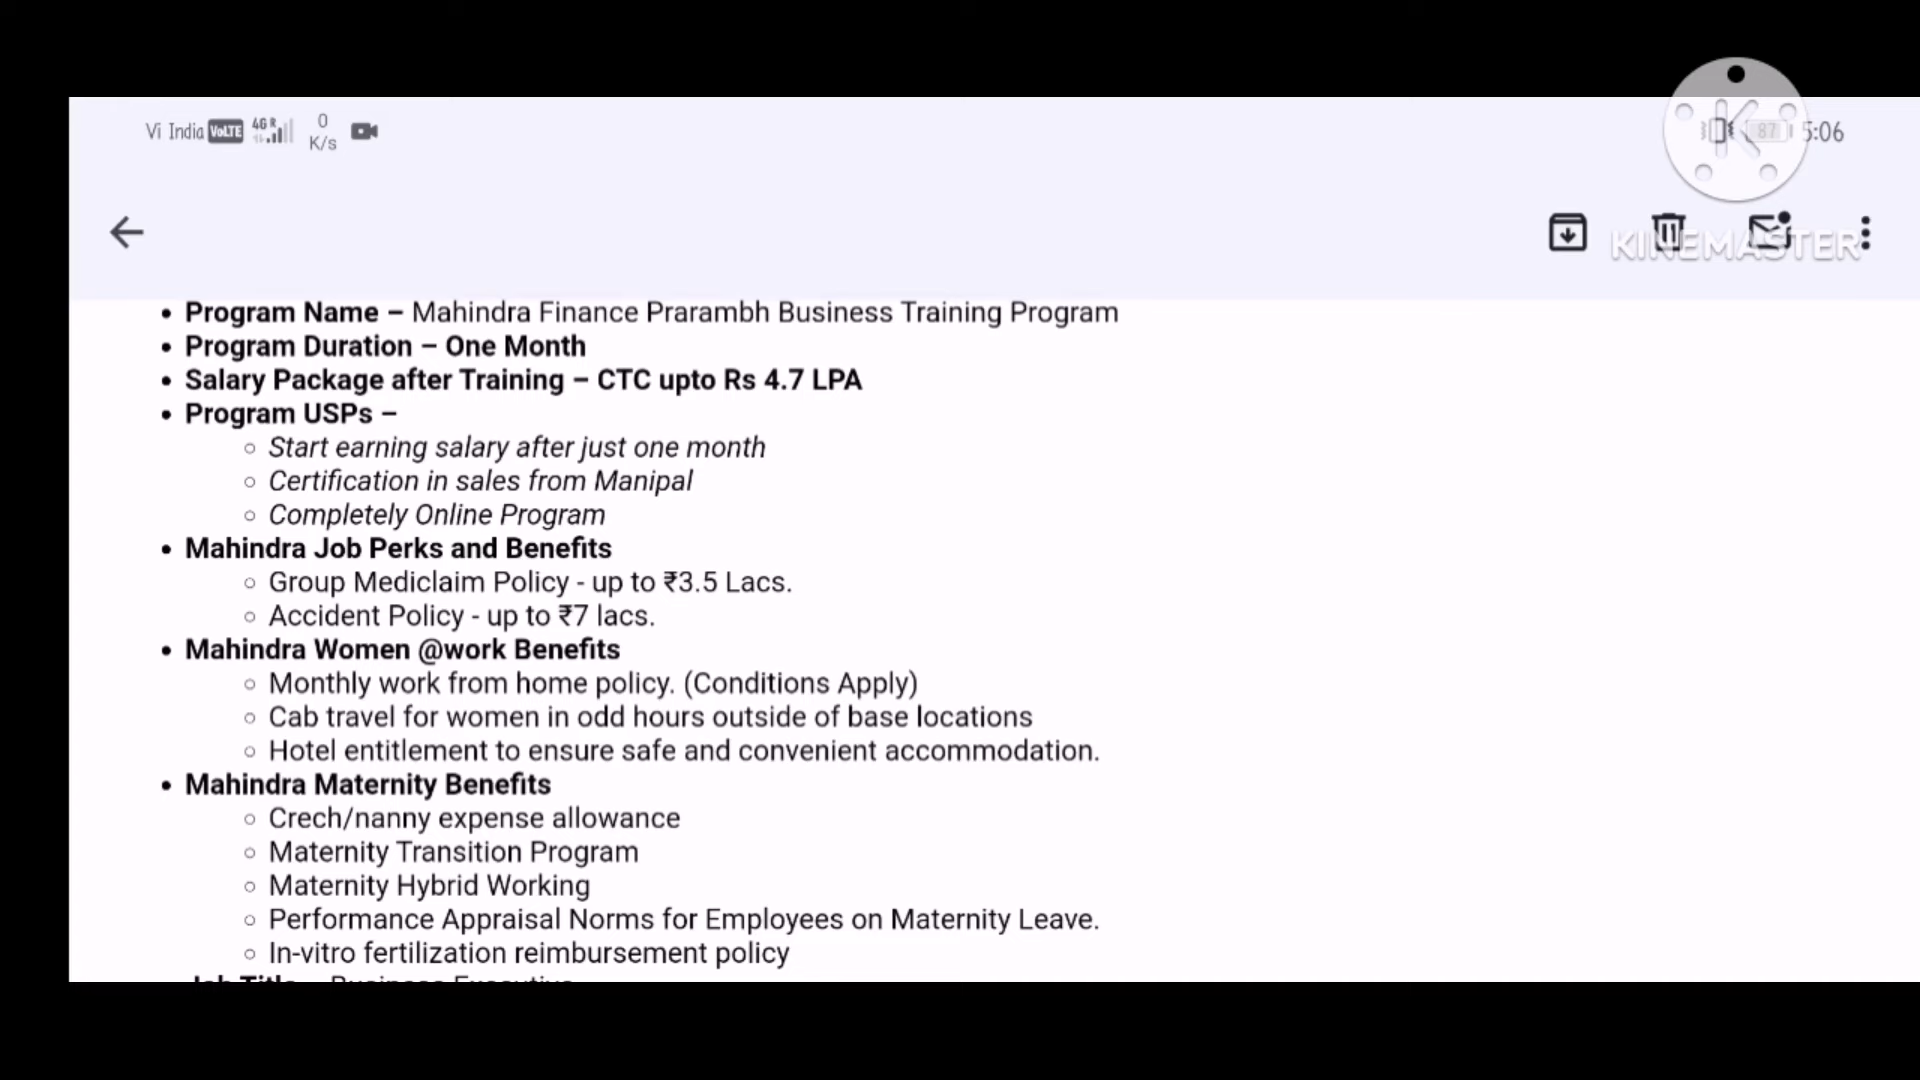 Vi India VoLTE 4G R 0 K/s 87 5:06
KINEMASTER
• Program Name – Mahindra Finance Prarambh Business Training Program
• Program Duration – One Month
• Salary Package after Training – CTC upto Rs 4.7 LPA
• Program USPs –
○ Start earning salary after just one month
○ Certification in sales from Manipal
○ Completely Online Program
• Mahindra Job Perks and Benefits
○ Group Mediclaim Policy - up to ₹3.5 Lacs.
○ Accident Policy - up to ₹7 lacs.
• Mahindra Women @work Benefits
○ Monthly work from home policy. (Conditions Apply)
○ Cab travel for women in odd hours outside of base locations
○ Hotel entitlement to ensure safe and convenient accommodation.
• Mahindra Maternity Benefits
○ Crech/nanny expense allowance
○ Maternity Transition Program
○ Maternity Hybrid Working
○ Performance Appraisal Norms for Employees on Maternity Leave.
○ In-vitro fertilization reimbursement policy
Job Title – Business Executive